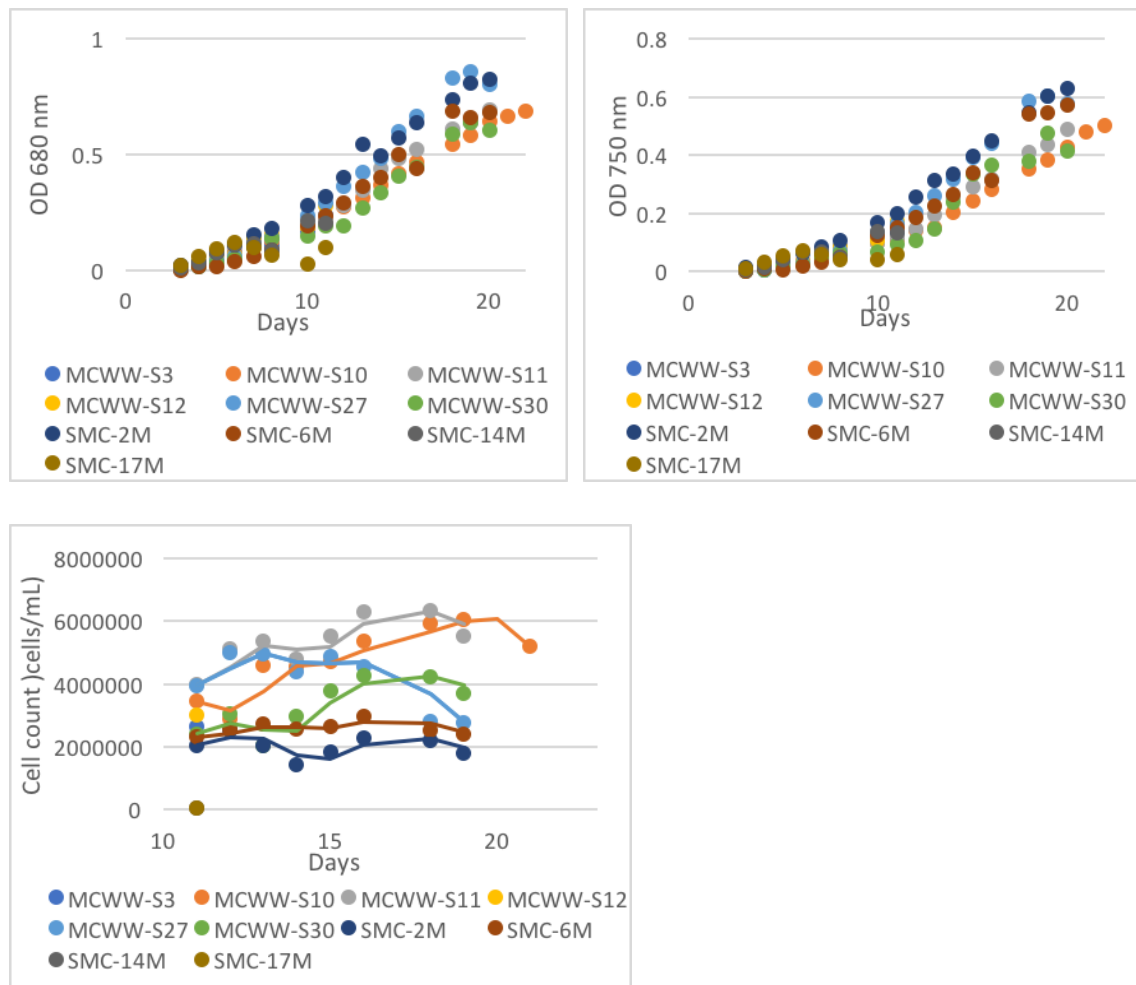 1
0.5
0
OD 680 nm
0 10 20
Days
MCWW-S3 MCWW-S10 MCWW-S11
MCWW-S12 MCWW-S27 MCWW-S30
SMC-2M SMC-6M SMC-14M
SMC-17M
0.8
0.6
0.4
0.2
0
OD 750 nm
0 10 20
Days
MCWW-S3 MCWW-S10 MCWW-S11
MCWW-S12 MCWW-S27 MCWW-S30
SMC-2M SMC-6M SMC-14M
SMC-17M
8000000
6000000
4000000
2000000
0
Cell count )cells/mL)
10 15 20
Days
MCWW-S3 MCWW-S10 MCWW-S11 MCWW-S12
MCWW-S27 MCWW-S30 SMC-2M SMC-6M
SMC-14M SMC-17M